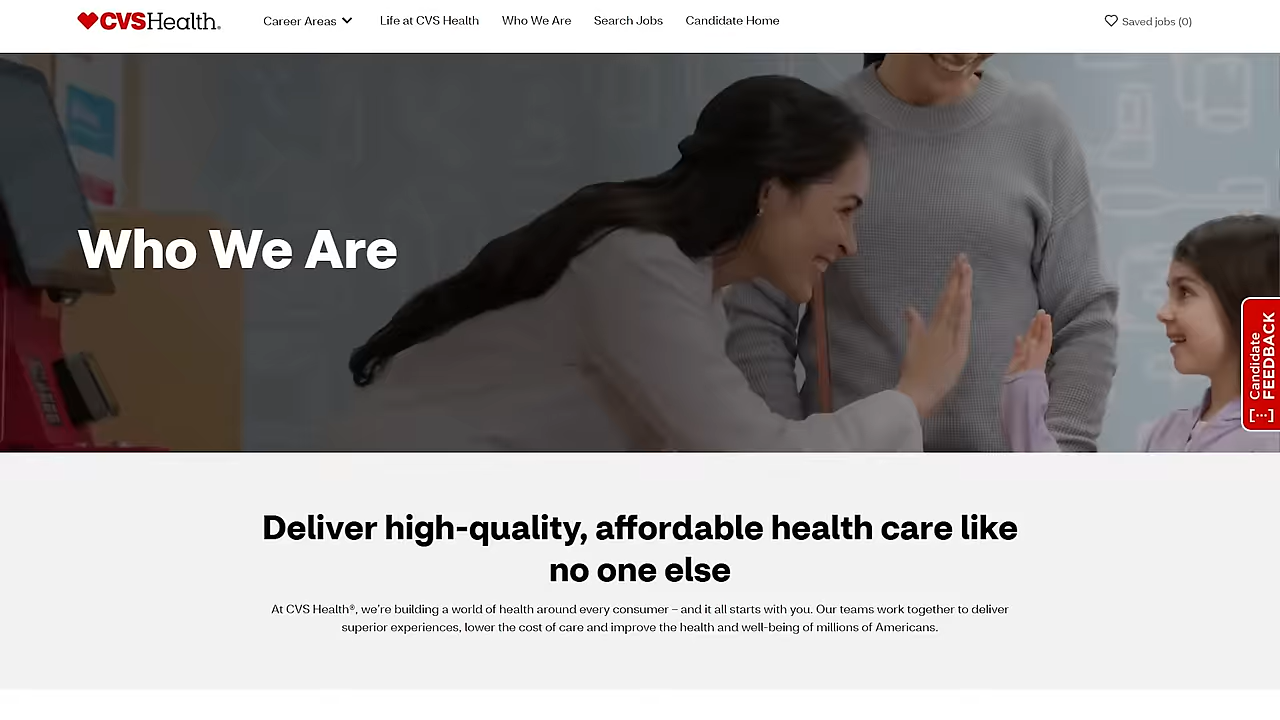 CVSHealth®
Career Areas
Life at CVS Health
Who We Are
Search Jobs
Candidate Home
Saved jobs (0)
Who We Are
Candidate
FEEDBACK
Deliver high-quality, affordable health care like
no one else
At CVS Health®, we're building a world of health around every consumer – and it all starts with you. Our teams work together to deliver
superior experiences, lower the cost of care and improve the health and well-being of millions of Americans.